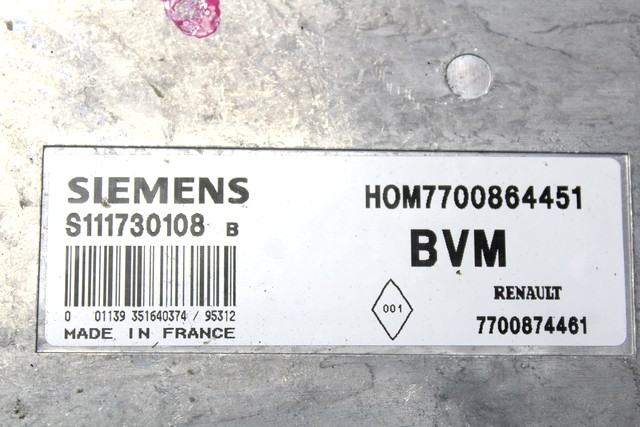 SIEMENS
S111730108 B
0 01139 351640374 / 95312
MADE IN FRANCE
HOM7700864451
BVM
001
RENAULT
7700874461